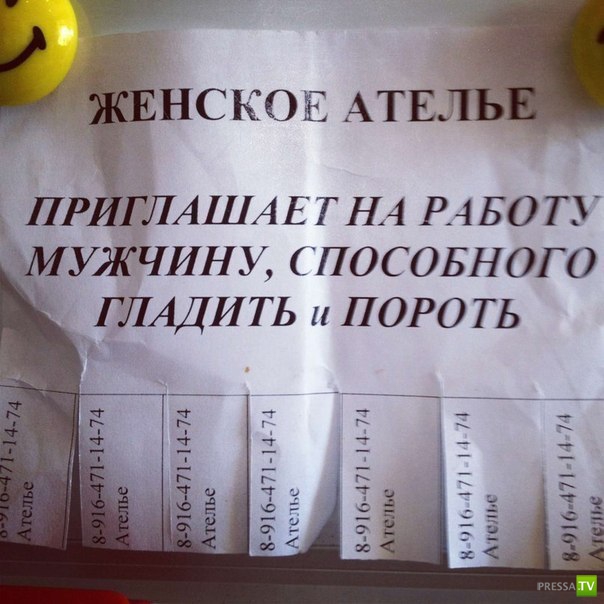 ЖЕНСКОЕ АТЕЛЬЕ
ПРИГЛАШАЕТ НА РАБОТУ
МУЖЧИНУ, СПОСОБНОГО
ГЛАДИТЬ и ПОРОТЬ
8-916-471-14-74
Ателье
8-916-471-14-74
Ателье
8-916-471-14-74
Ателье
8-916-471-14-74
Ателье
8-916-471-14-74
Ателье
8-916-471-14-74
Ателье
8-916-471-14-74
Ателье
PRESSA.TV